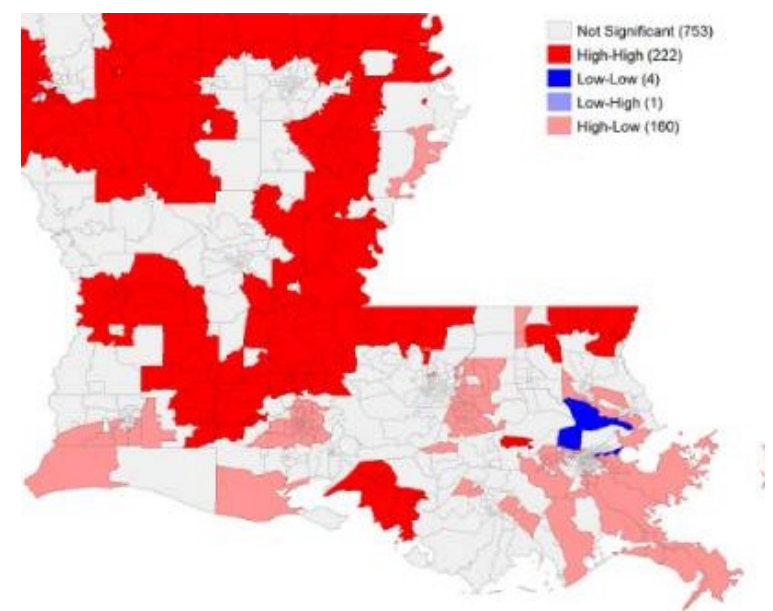 Not Significant (753)
High-High (222)
Low-Low (4)
Low-High (1)
High-Low (160)